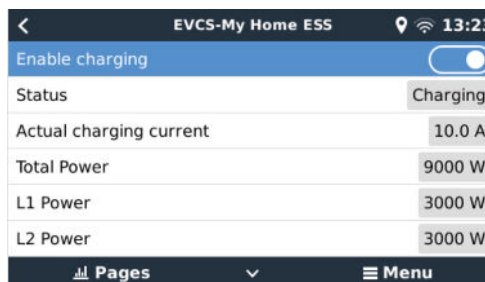 EVCS-My Home ESS 13:23
Enable charging
Status Charging
Actual charging current 10.0 A
Total Power 9000 W
L1 Power 3000 W
L2 Power 3000 W
Pages Menu